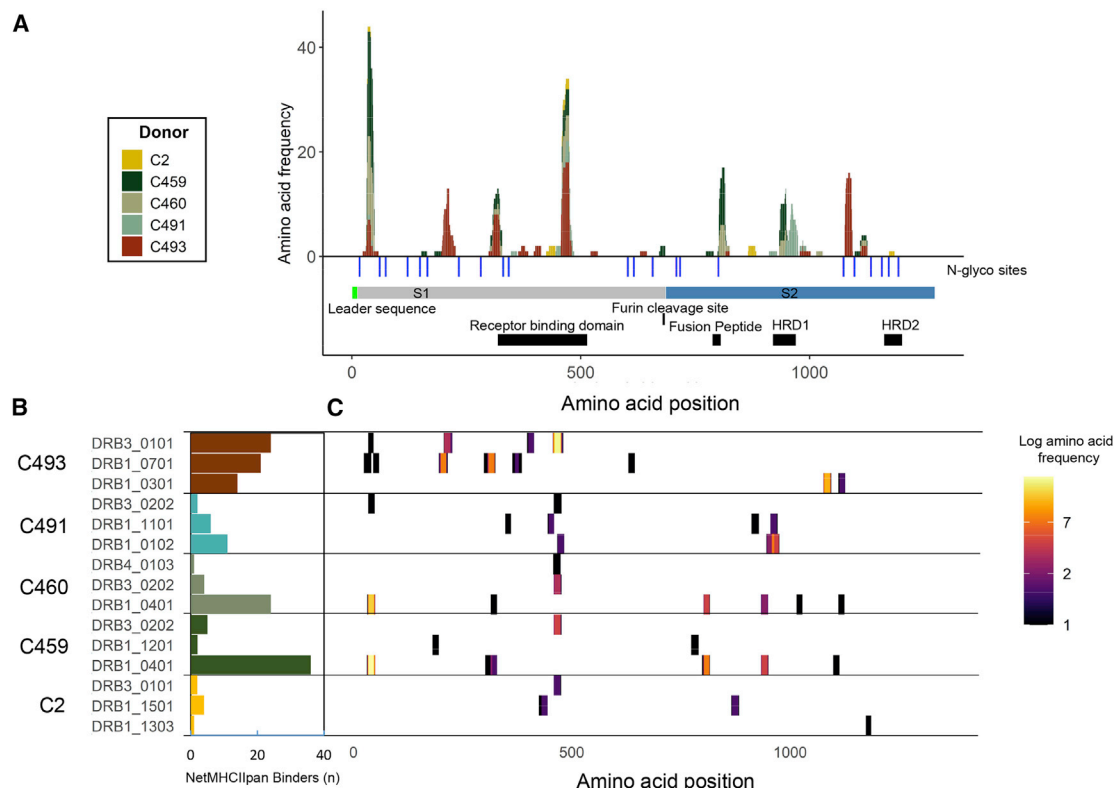 A
Donor
C2
C459
C460
C491
C493
Amino acid frequency
40
20
0
N-glyco sites
S1
S2
Leader sequence
Furin cleavage site
Receptor binding domain
Fusion Peptide
HRD1
HRD2
0
500
1000
Amino acid position
B
C
C493
DRB3_0101
DRB1_0701
DRB1_0301
C491
DRB3_0202
DRB1_1101
DRB1_0102
C460
DRB4_0103
DRB3_0202
DRB1_0401
C459
DRB3_0202
DRB1_1201
DRB1_0401
C2
DRB3_0101
DRB1_1501
DRB1_1303
0
20
40
NetMHCIIpan Binders (n)
0
500
1000
Amino acid position
Log amino acid
frequency
7
2
1